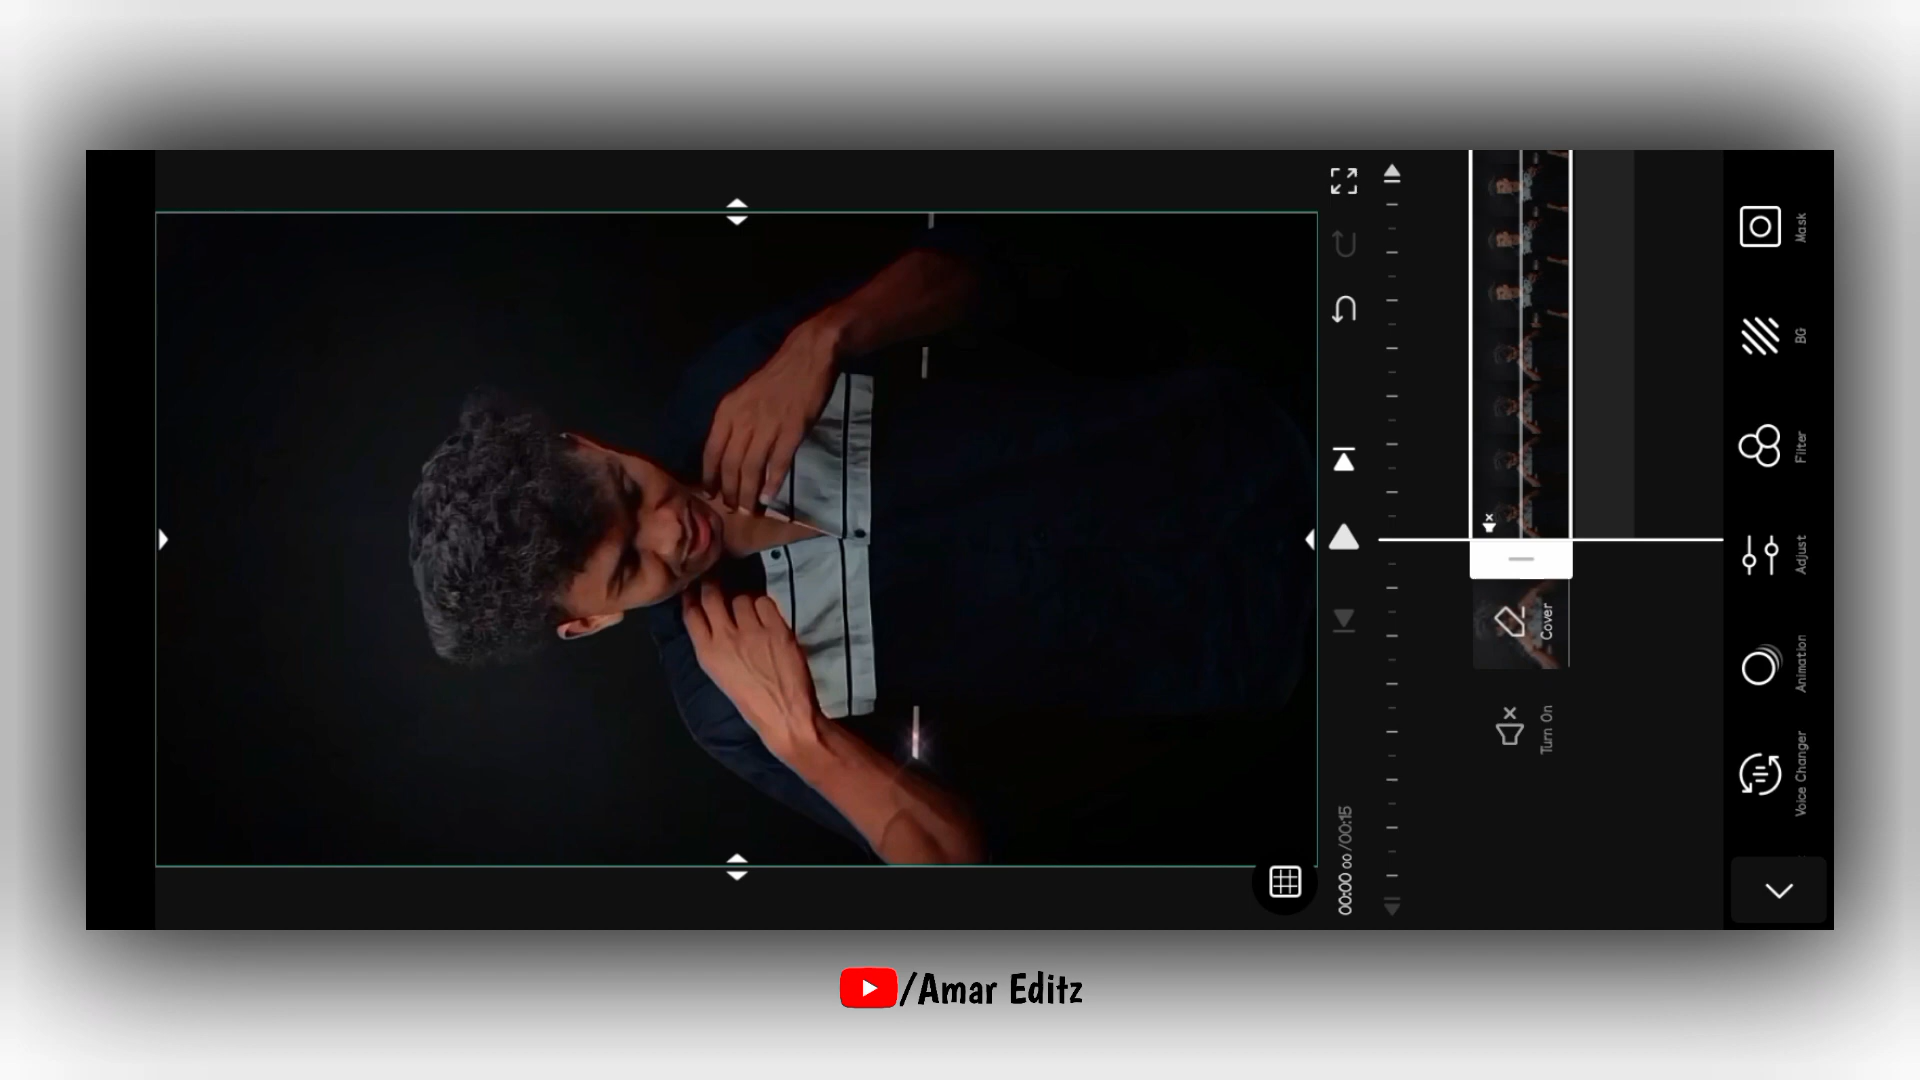 Mask
BG
Filter
Adjust
Animation
Voice Changer
Cover
Turn On
00:00 00/00:15
/Amar Editz